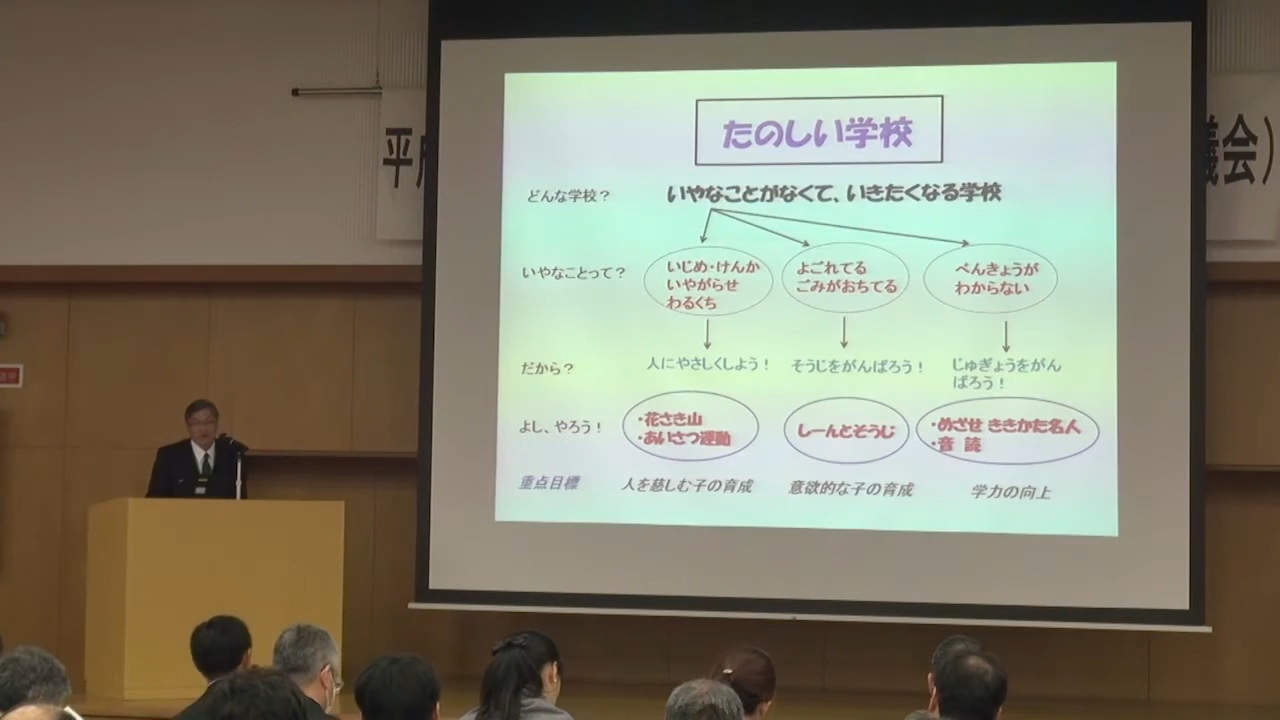 平
議会）
たのしい学校
どんな学校？
いやなことがなくて、いきたくなる学校
いやなことって？
いじめ・けんか
いやがらせ
わるくち
よごれてる
ごみがおちてる
べんきょうが
わからない
だから？
人にやさしくしよう！
そうじをがんばろう！
じゅぎょうをがん
ばろう！
よし、やろう！
・花さき山
・あいさつ運動
しーんとそうじ
・めざせ ききかた名人
・音 読
重点目標
人を慈しむ子の育成
意欲的な子の育成
学力の向上